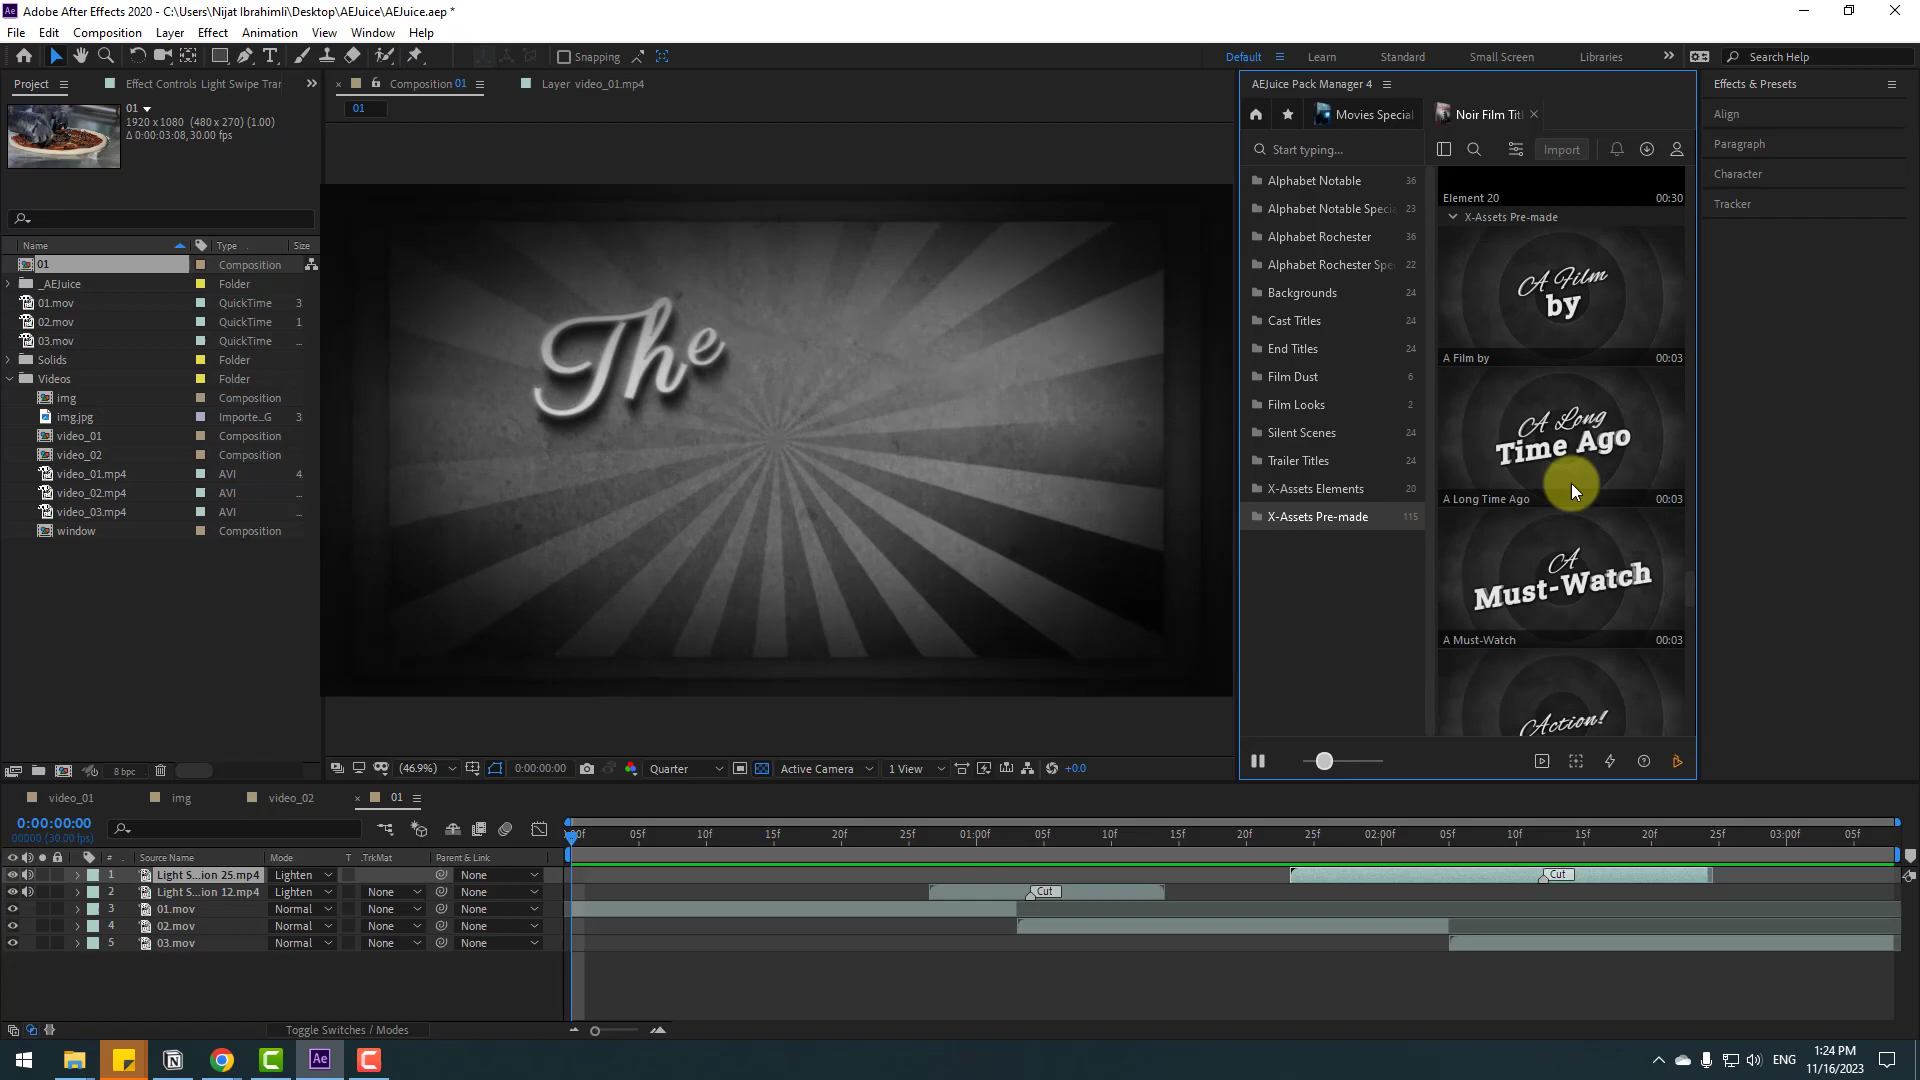 Adobe After Effects 2020 - C:\Users\Nijat Ibrahimli\Desktop\AEJuice\AEJuice.aep *
File Edit Composition Layer Effect Animation View Window Help
Snapping
Default Learn Standard Small Screen Libraries Search Help
Project Effect Controls Light Swipe Trar
Composition 01 Layer video_01.mp4
AEJuice Pack Manager 4
Effects & Presets
01
1920 x 1080 (480 x 270) (1.00)
Δ 0:00:03:08, 30.00 fps
01
Movies Special Noir Film Titl
Align
Start typing... Import
Paragraph
Character
Tracker
Name Type Size
01 Composition
_AEJuice Folder
01.mov QuickTime 3
02.mov QuickTime 1
03.mov QuickTime ...
Solids Folder
Videos Folder
img Composition
img.jpg Importe...G 3
video_01 Composition
video_02 Composition
video_01.mp4 AVI 4
video_02.mp4 AVI ...
video_03.mp4 AVI ...
window Composition
The
Alphabet Notable 36
Alphabet Notable Specia 23
Alphabet Rochester 36
Alphabet Rochester Spe 22
Backgrounds 24
Cast Titles 24
End Titles 24
Film Dust 6
Film Looks 2
Silent Scenes 24
Trailer Titles 24
X-Assets Elements 20
X-Assets Pre-made 115
Element 20 00:30
X-Assets Pre-made
A Film
by
A Film by 00:03
A Long
Time Ago
A Long Time Ago 00:03
A
Must-Watch
A Must-Watch 00:03
Action!
8 bpc
(46.9%) 0:00:00:00 Quarter Active Camera 1 View +0.0
video_01 img video_02 01
0:00:00:00
00000 (30.00 fps)
:00f 05f 10f 15f 20f 25f 01:00f 05f 10f 15f 20f 25f 02:00f 05f 10f 15f 20f 25f 03:00f 05f
# Source Name Mode T .TrkMat Parent & Link
1 Light S...ion 25.mp4 Lighten None Cut
2 Light S...ion 12.mp4 Lighten None None Cut
3 01.mov Normal None None
4 02.mov Normal None None
5 03.mov Normal None None
Toggle Switches / Modes
Ae
ENG
1:24 PM
11/16/2023